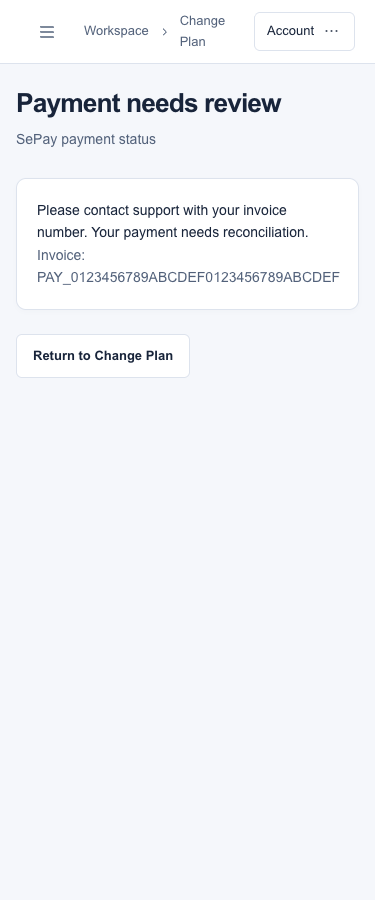 Workspace
Change
Plan
Account ...
Payment needs review
SePay payment status
Please contact support with your invoice
number. Your payment needs reconciliation.
Invoice:
PAY_0123456789ABCDEF0123456789ABCDEF
Return to Change Plan